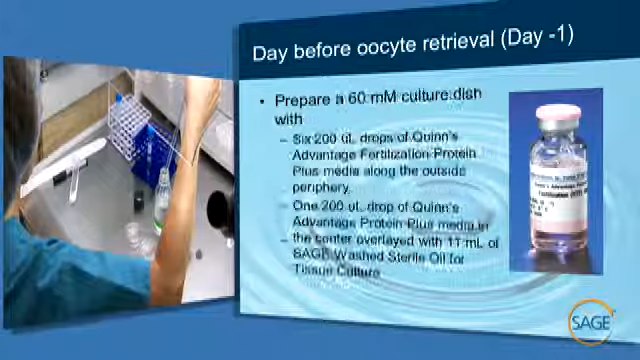 Day before oocyte retrieval (Day -1)
• Prepare a 60 mM culture dish
with
– Six 200 uL drops of Quinn's
Advantage Fertilization Protein
Plus media along the outside
periphery.
– One 200 uL drop of Quinn's
Advantage Protein Plus media in
– the center overlayed with 11 mL of
SAGE Washed Sterile Oil for
Tissue Culture
SAGE